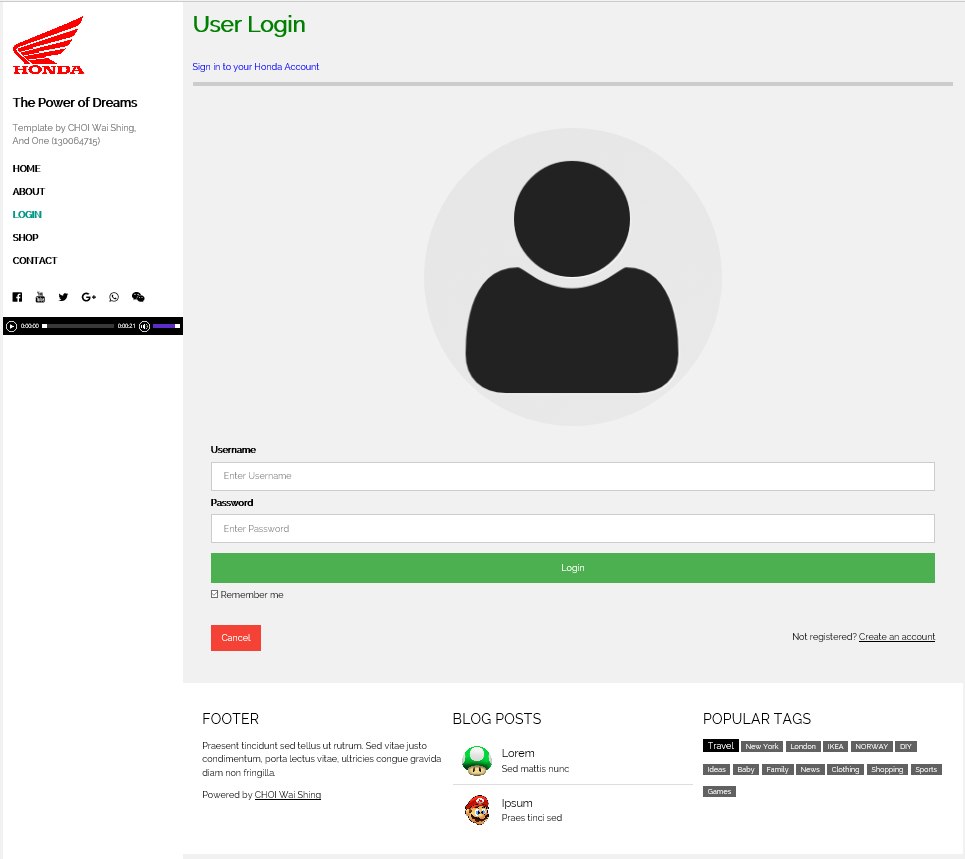 HONDA
The Power of Dreams
Template by CHOI Wai Shing,
And One (130064715)
HOME
ABOUT
LOGIN
SHOP
CONTACT
0:00:00 0:00:21
User Login
Sign in to your Honda Account
Username
Enter Username
Password
Enter Password
Login
Remember me
Cancel
Not registered? Create an account
FOOTER
Praesent tincidunt sed tellus ut rutrum. Sed vitae justo
condimentum, porta lectus vitae, ultricies congue gravida
diam non fringilla.
Powered by CHOI Wai Shing
BLOG POSTS
Lorem
Sed mattis nunc
Ipsum
Praes tinci sed
POPULAR TAGS
Travel New York London IKEA NORWAY DIY
Ideas Baby Family News Clothing Shopping Sports
Games